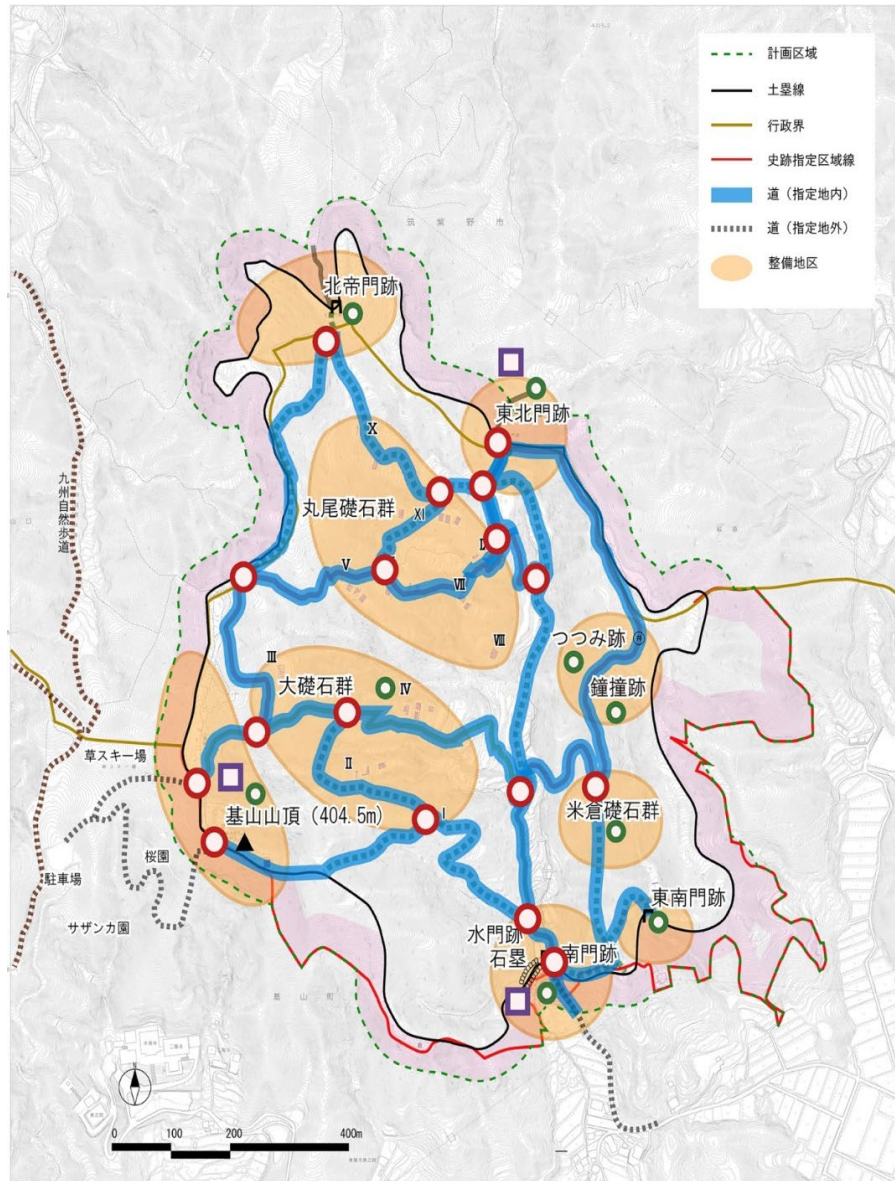 計画区域
土塁線
行政界
史跡指定区域線
道（指定地内）
道（指定地外）
整備地区
筑紫野市
北帝門跡
東北門跡
X
丸尾礎石群
XI
九州自然歩道
V
VII
VIII
つつみ跡
鐘撞跡
III
大礎石群
IV
草スキー場
II
基山山頂（404.5m）
I
米倉礎石群
桜園
駐車場
サザンカ園
東南門跡
水門跡
石塁
南門跡
基山町
0 100 200 400m